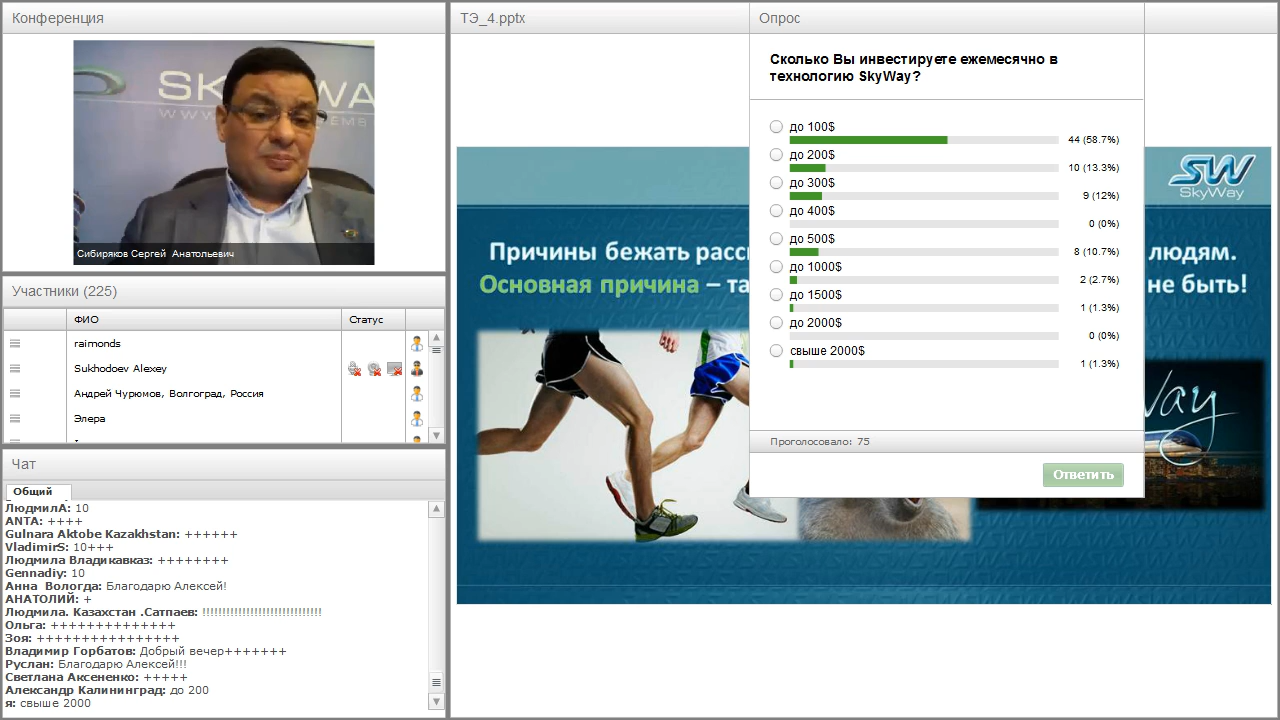 Конференция
SKYWA
WWW
EMS
Сибиряков Сергей Анатольевич
Участники (225)
ФИО
Статус
raimonds
Sukhodoev Alexey
Андрей Чурюмов, Волгоград, Россия
Элера
Чат
Общий
ЛюдмилА: 10
ANTA: ++++
Gulnara Aktobe Kazakhstan: ++++++
VladimirS: 10+++
Людмила Владикавказ: ++++++++
Gennadiy: 10
Анна Вологда: Благодарю Алексей!
АНАТОЛИЙ: +
Людмила. Казахстан .Сатпаев: !!!!!!!!!!!!!!!!!!!!!!!!!!!!!!
Ольга: ++++++++++++++
Зоя: ++++++++++++++++
Владимир Горбатов: Добрый вечер+++++++
Руслан: Благодарю Алексей!!!
Светлана Аксененко: +++++
Александр Калининград: до 200
я: свыше 2000
ТЭ_4.pptx
SW
SkyWay
Причины бежать расс
людям.
Основная причина – та
не быть!
Way
Опрос
Сколько Вы инвестируете ежемесячно в
технологию SkyWay?
до 100$
44 (58.7%)
до 200$
10 (13.3%)
до 300$
9 (12%)
до 400$
0 (0%)
до 500$
8 (10.7%)
до 1000$
2 (2.7%)
до 1500$
1 (1.3%)
до 2000$
0 (0%)
свыше 2000$
1 (1.3%)
Проголосовало: 75
Ответить